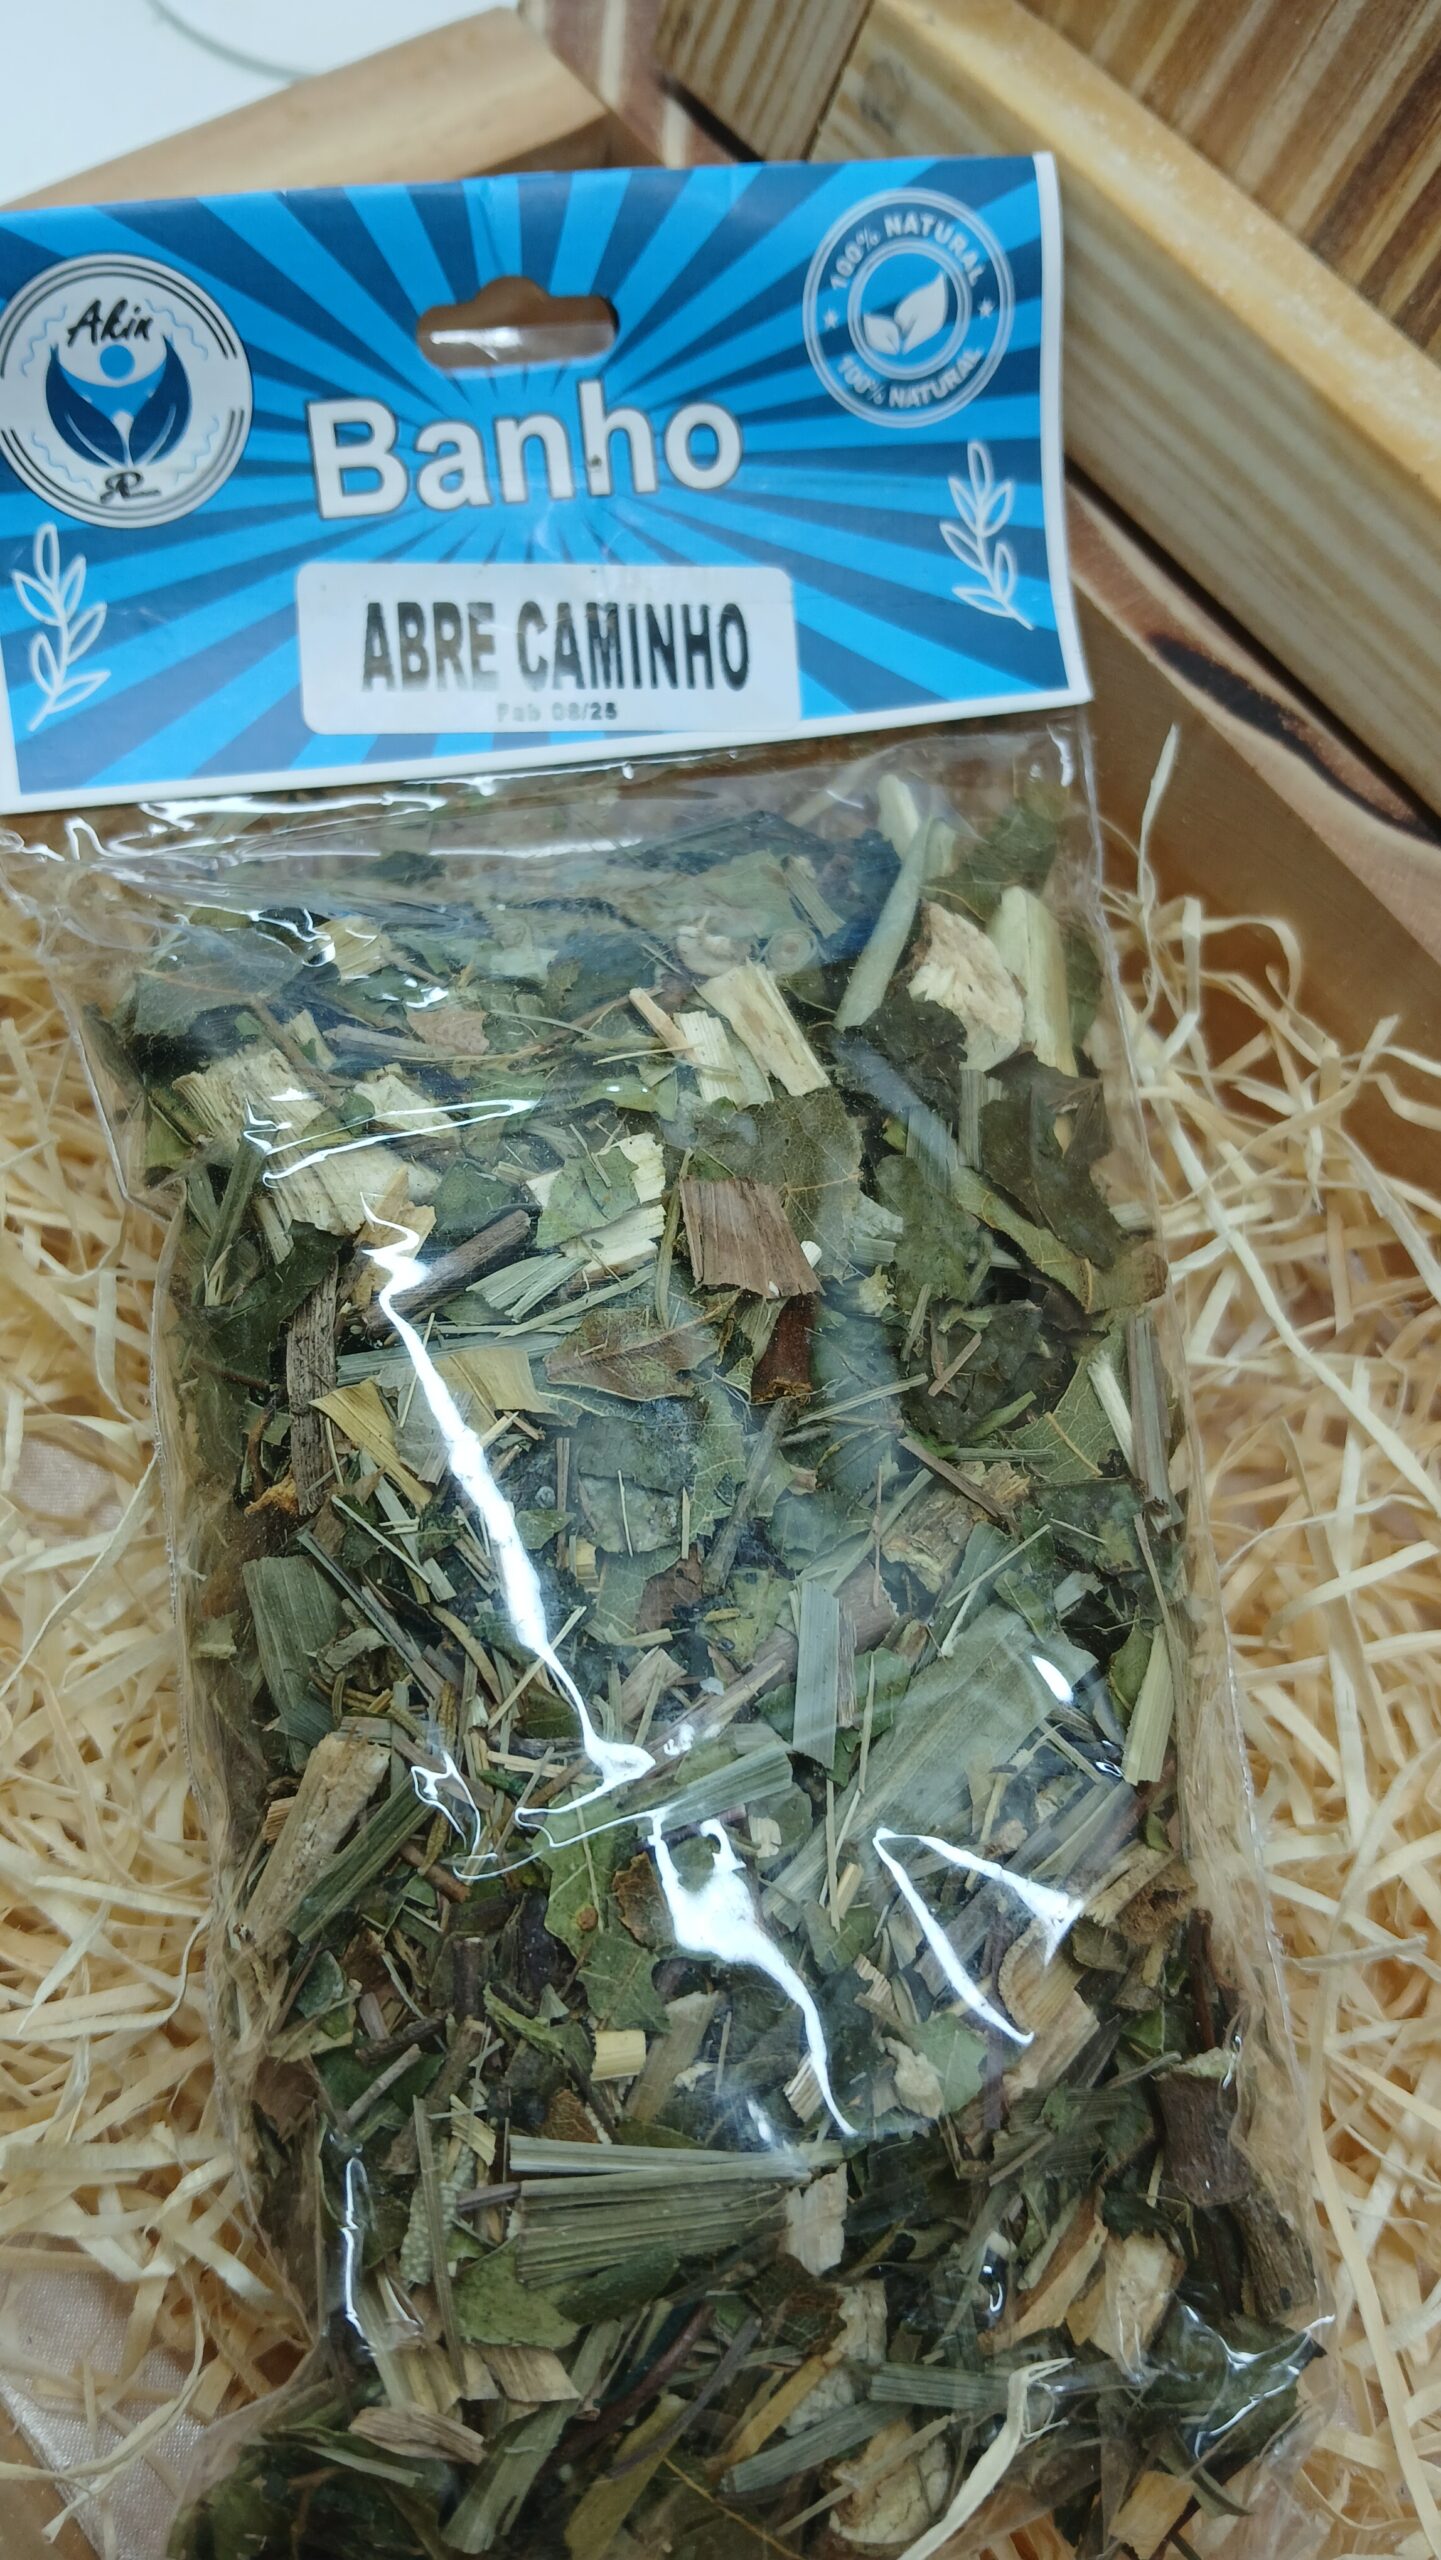 Akin
100% NATURAL
100% NATURAL
Banho
ABRE CAMINHO
Fab 08/25